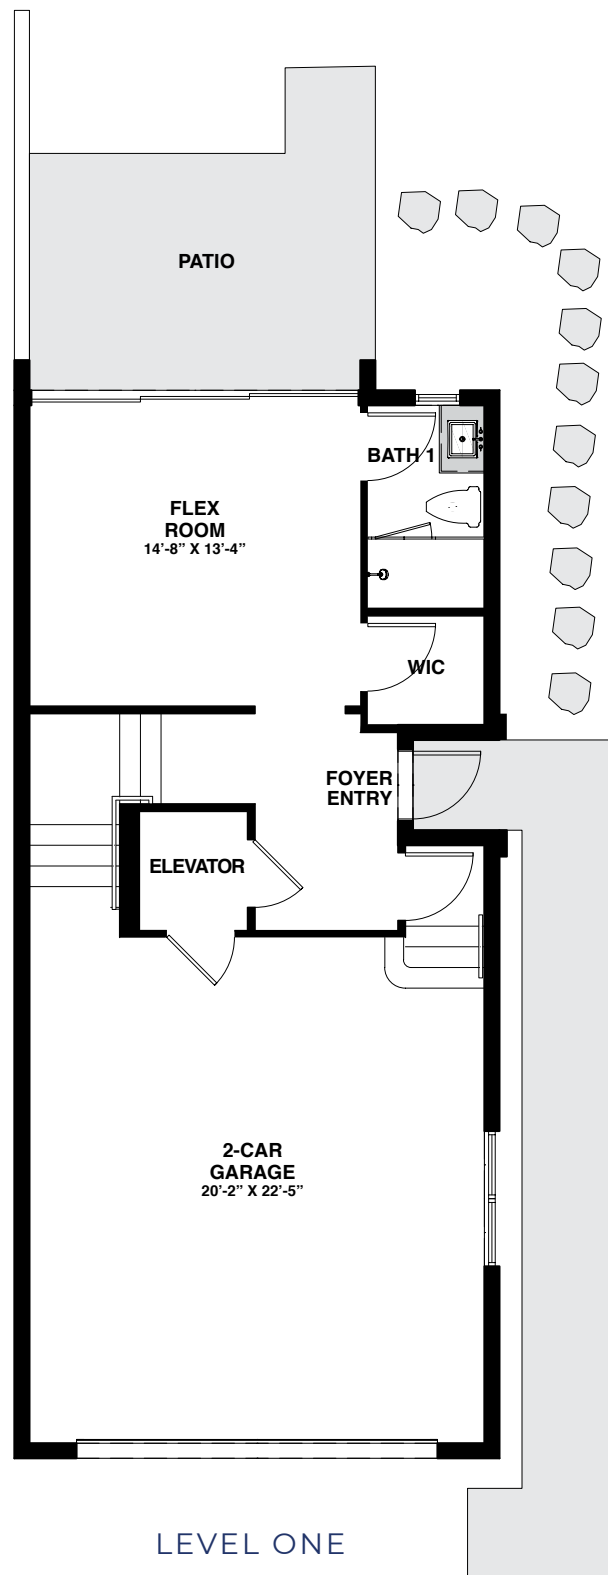 PATIO
BATH 1
FLEX
ROOM
14’-8” X 13’-4”
WIC
FOYER
ENTRY
ELEVATOR
2-CAR
GARAGE
20’-2” X 22’-5”
LEVEL ONE